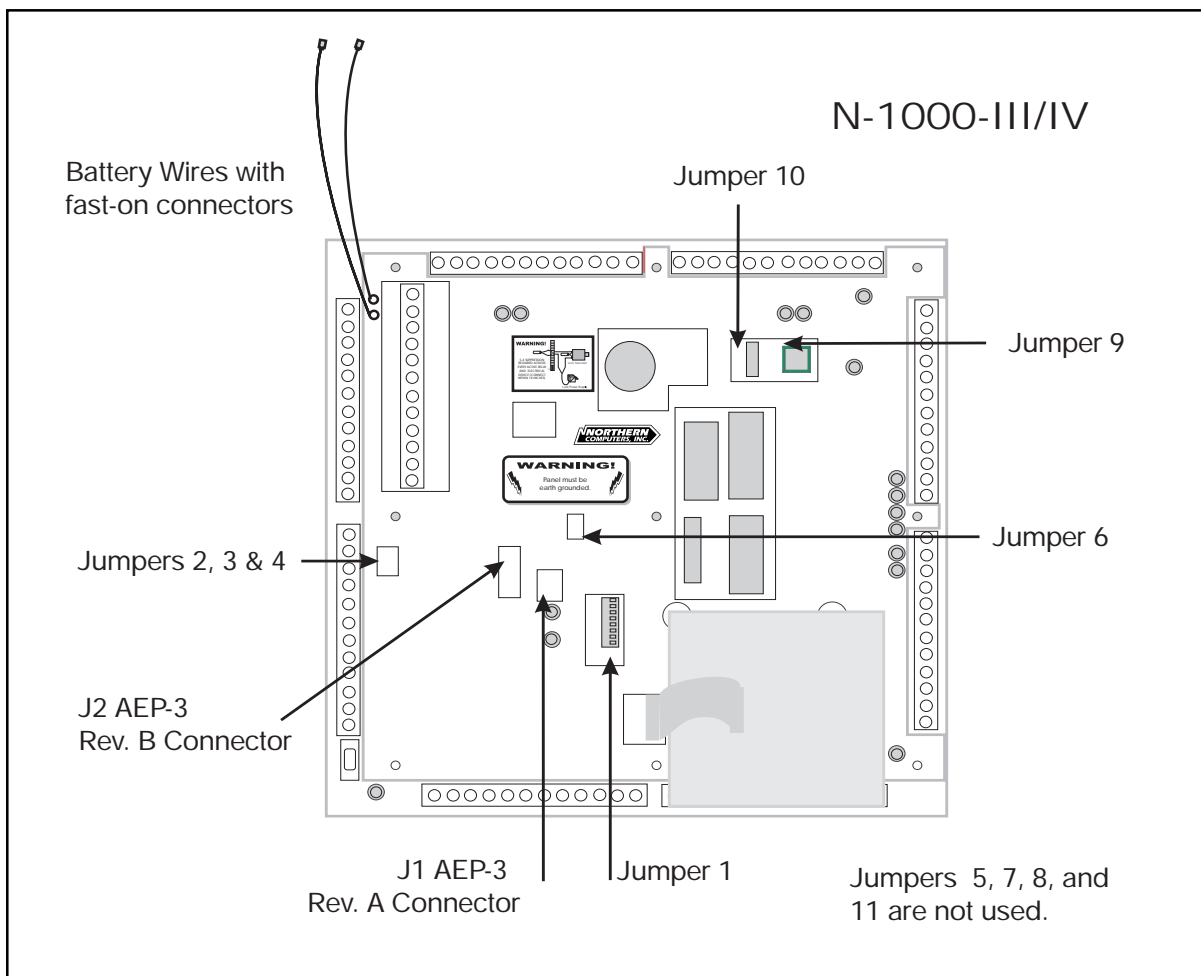 N-1000-III/IV
Battery Wires with
fast-on connectors
Jumper 10
Jumper 9
WARNING!
NORTHERN
COMPUTERS, INC.
WARNING!
Panel must be
earth grounded.
Jumper 6
Jumpers 2, 3 & 4
J2 AEP-3
Rev. B Connector
J1 AEP-3
Rev. A Connector
Jumper 1
Jumpers 5, 7, 8, and
11 are not used.